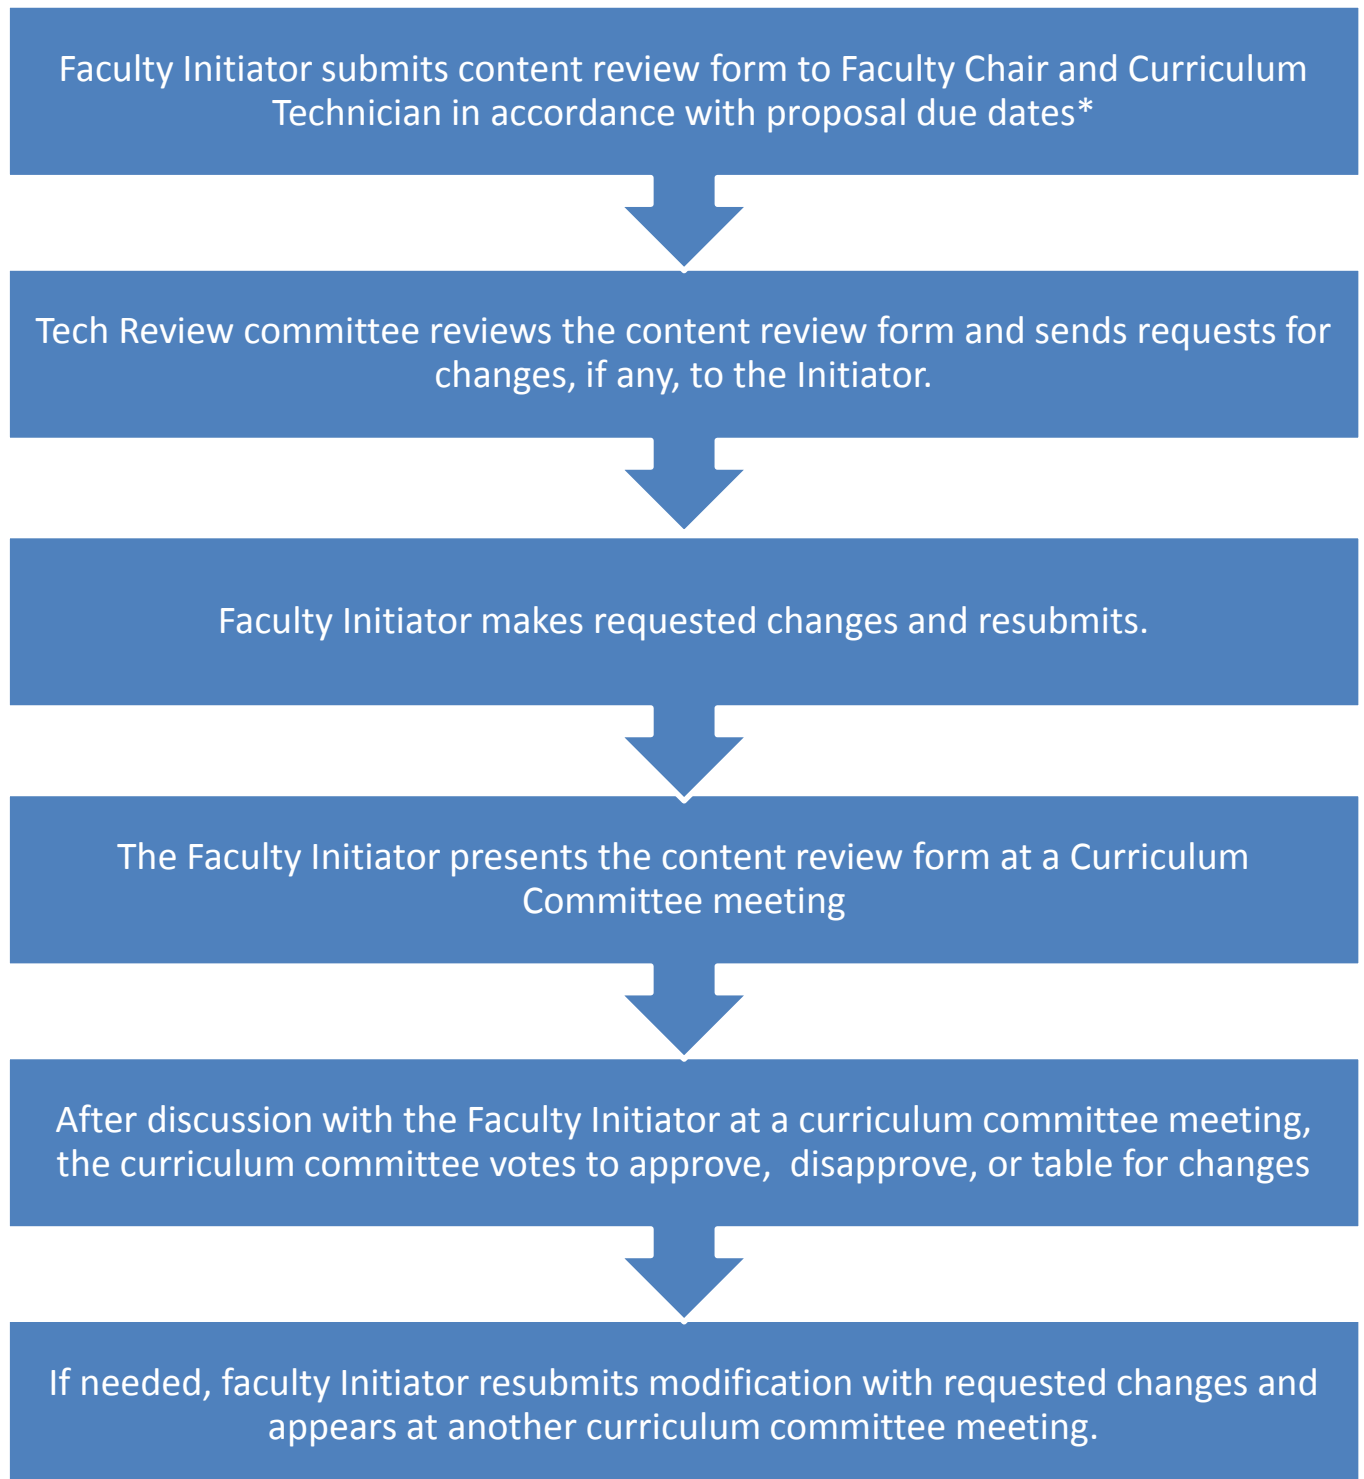 Faculty Initiator submits content review form to Faculty Chair and Curriculum
Technician in accordance with proposal due dates*
Tech Review committee reviews the content review form and sends requests for
changes, if any, to the Initiator.
Faculty Initiator makes requested changes and resubmits.
The Faculty Initiator presents the content review form at a Curriculum
Committee meeting
After discussion with the Faculty Initiator at a curriculum committee meeting,
the curriculum committee votes to approve,  disapprove, or table for changes
If needed, faculty Initiator resubmits modification with requested changes and
appears at another curriculum committee meeting.